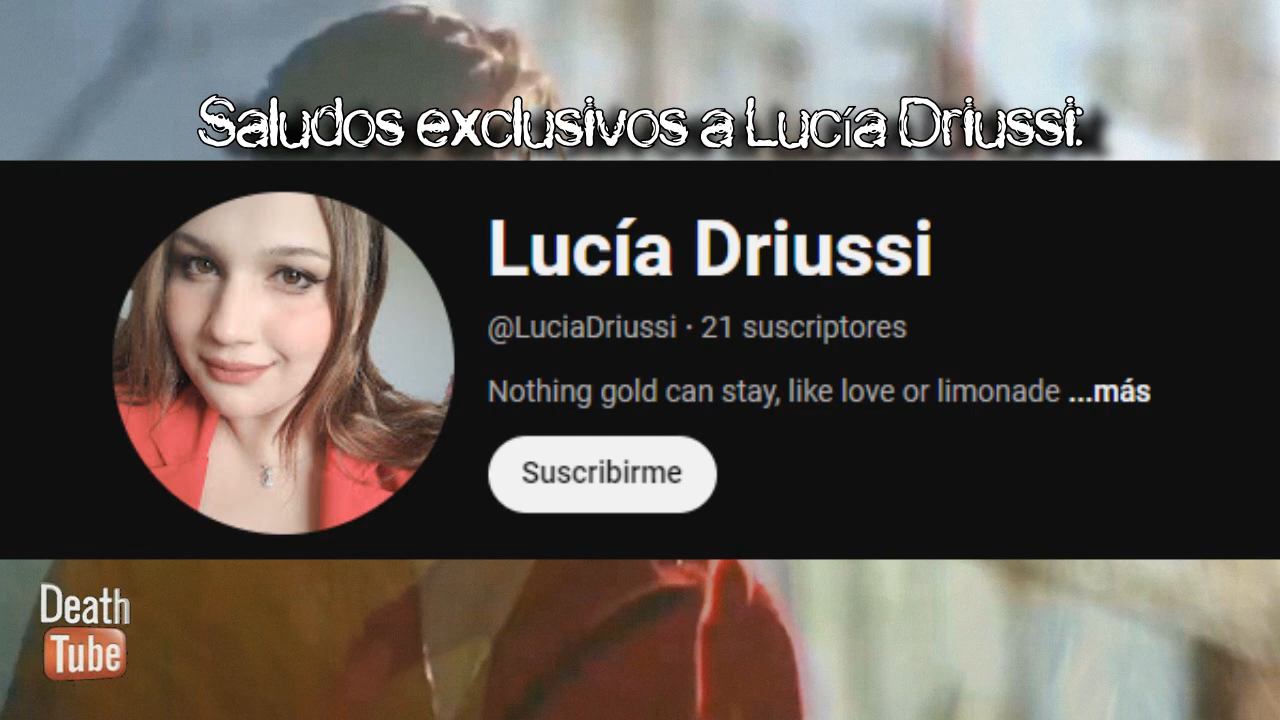 Saludos exclusivos a Lucía Driussi:
Lucía Driussi
@LuciaDriussi · 21 suscriptores
Nothing gold can stay, like love or limonade ...más
Suscribirme
Death
Tube